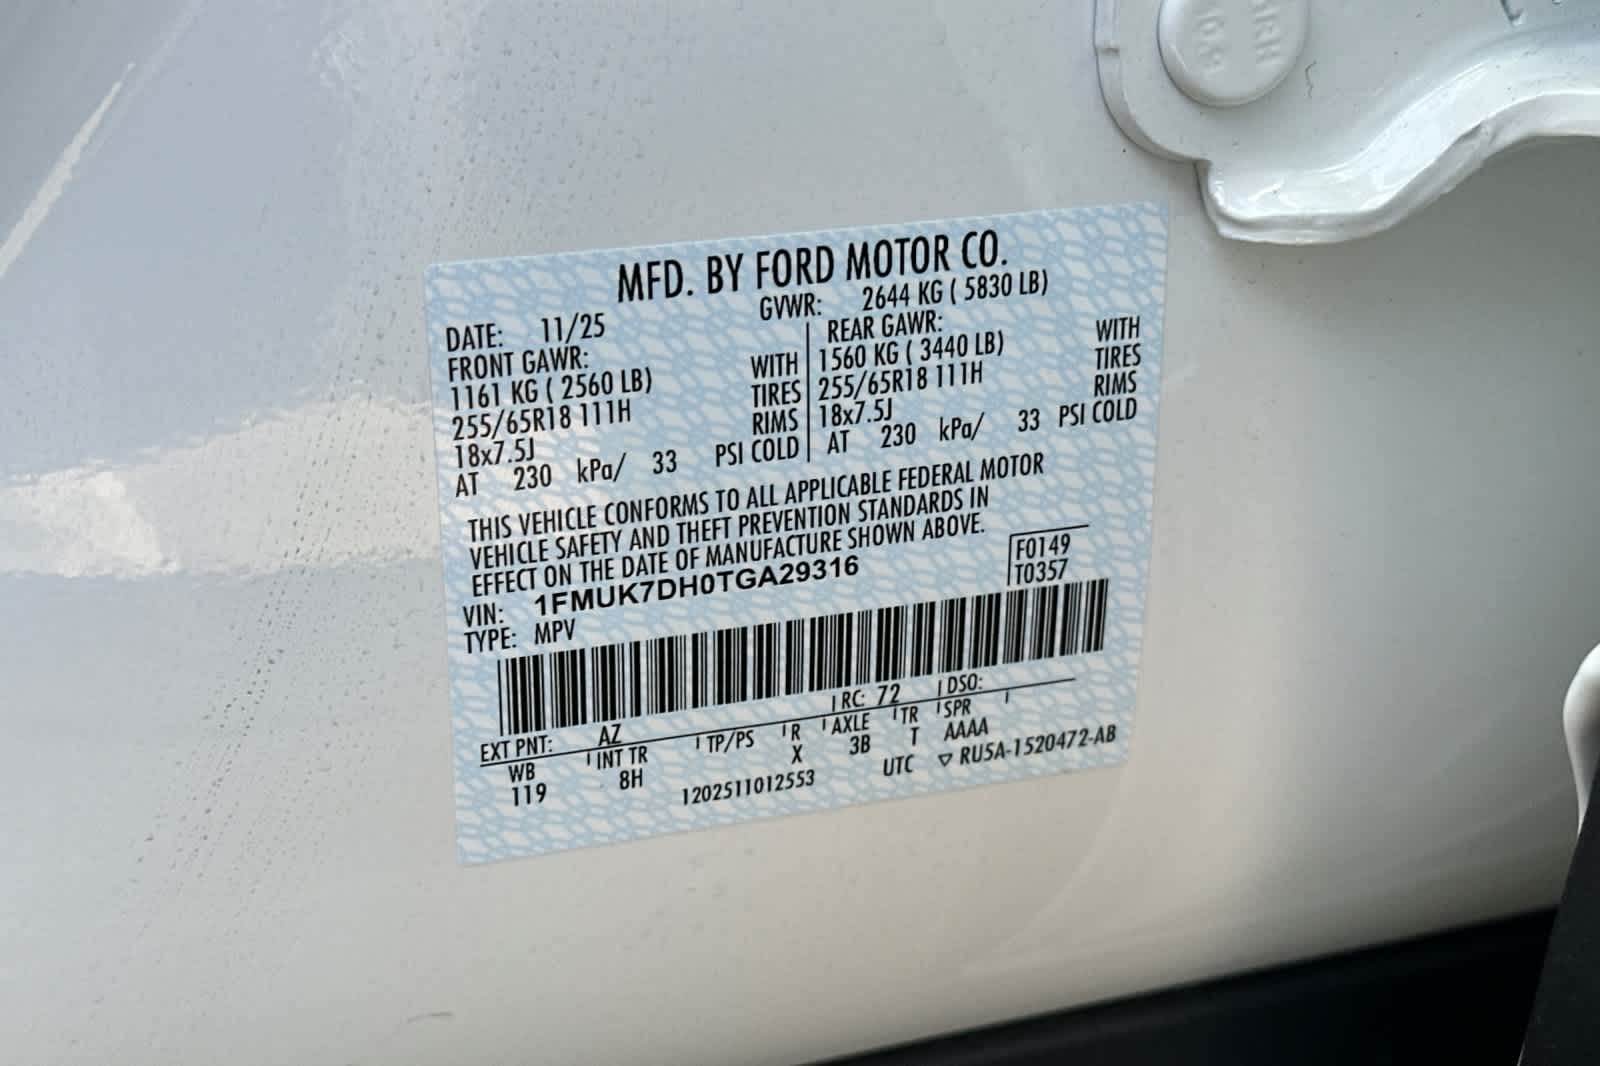 MFD. BY FORD MOTOR CO.
DATE: 11/25 GVWR: 2644 KG ( 5830 LB)
FRONT GAWR: REAR GAWR:
1161 KG ( 2560 LB) WITH 1560 KG ( 3440 LB) WITH
255/65R18 111H TIRES 255/65R18 111H TIRES
18x7.5J RIMS 18x7.5J RIMS
AT 230 kPa/ 33 PSI COLD AT 230 kPa/ 33 PSI COLD
THIS VEHICLE CONFORMS TO ALL APPLICABLE FEDERAL MOTOR
VEHICLE SAFETY AND THEFT PREVENTION STANDARDS IN
EFFECT ON THE DATE OF MANUFACTURE SHOWN ABOVE.
VIN: 1FMUK7DH0TGA29316 F0149
TYPE: MPV T0357
EXT PNT: AZ RC: 72 DSO:
WB INT TR TP/PS R AXLE TR SPR
119 8H X 3B T AAAA
1202511012553 UTC ▽ RU5A-1520472-AB